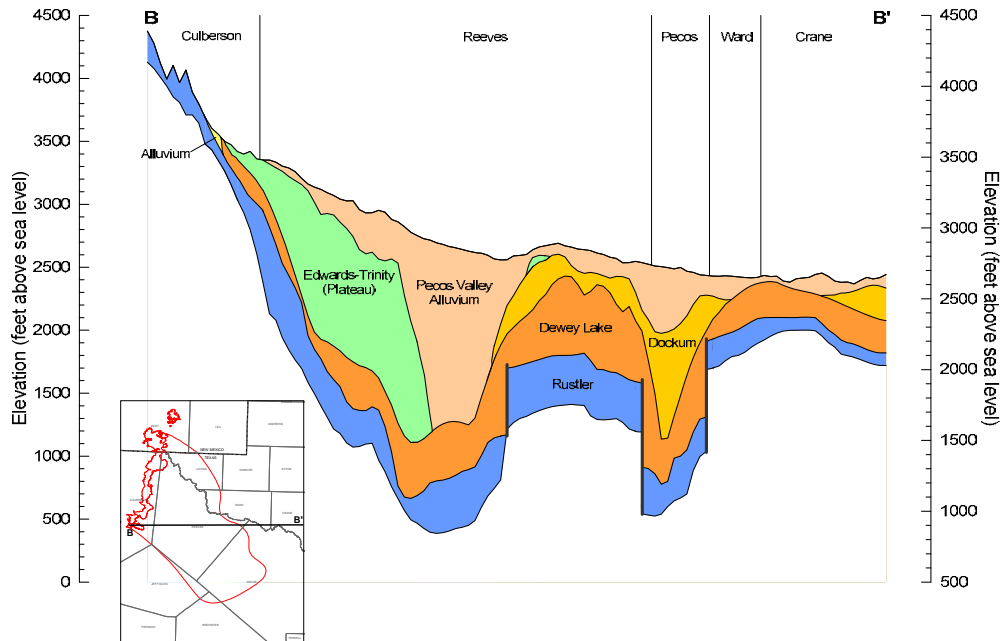 B
B'
Culberson
Reeves
Pecos
Ward
Crane
4500
4000
3500
3000
2500
2000
1500
1000
500
0
Elevation (feet above sea level)
4500
4000
3500
3000
2500
2000
1500
1000
500
Elevation (feet above sea level)
Alluvium
Edwards-Trinity
(Plateau)
Pecos Valley
Alluvium
Dewey Lake
Dockum
Rustler
NEW MEXICO
TEXAS
B
B'